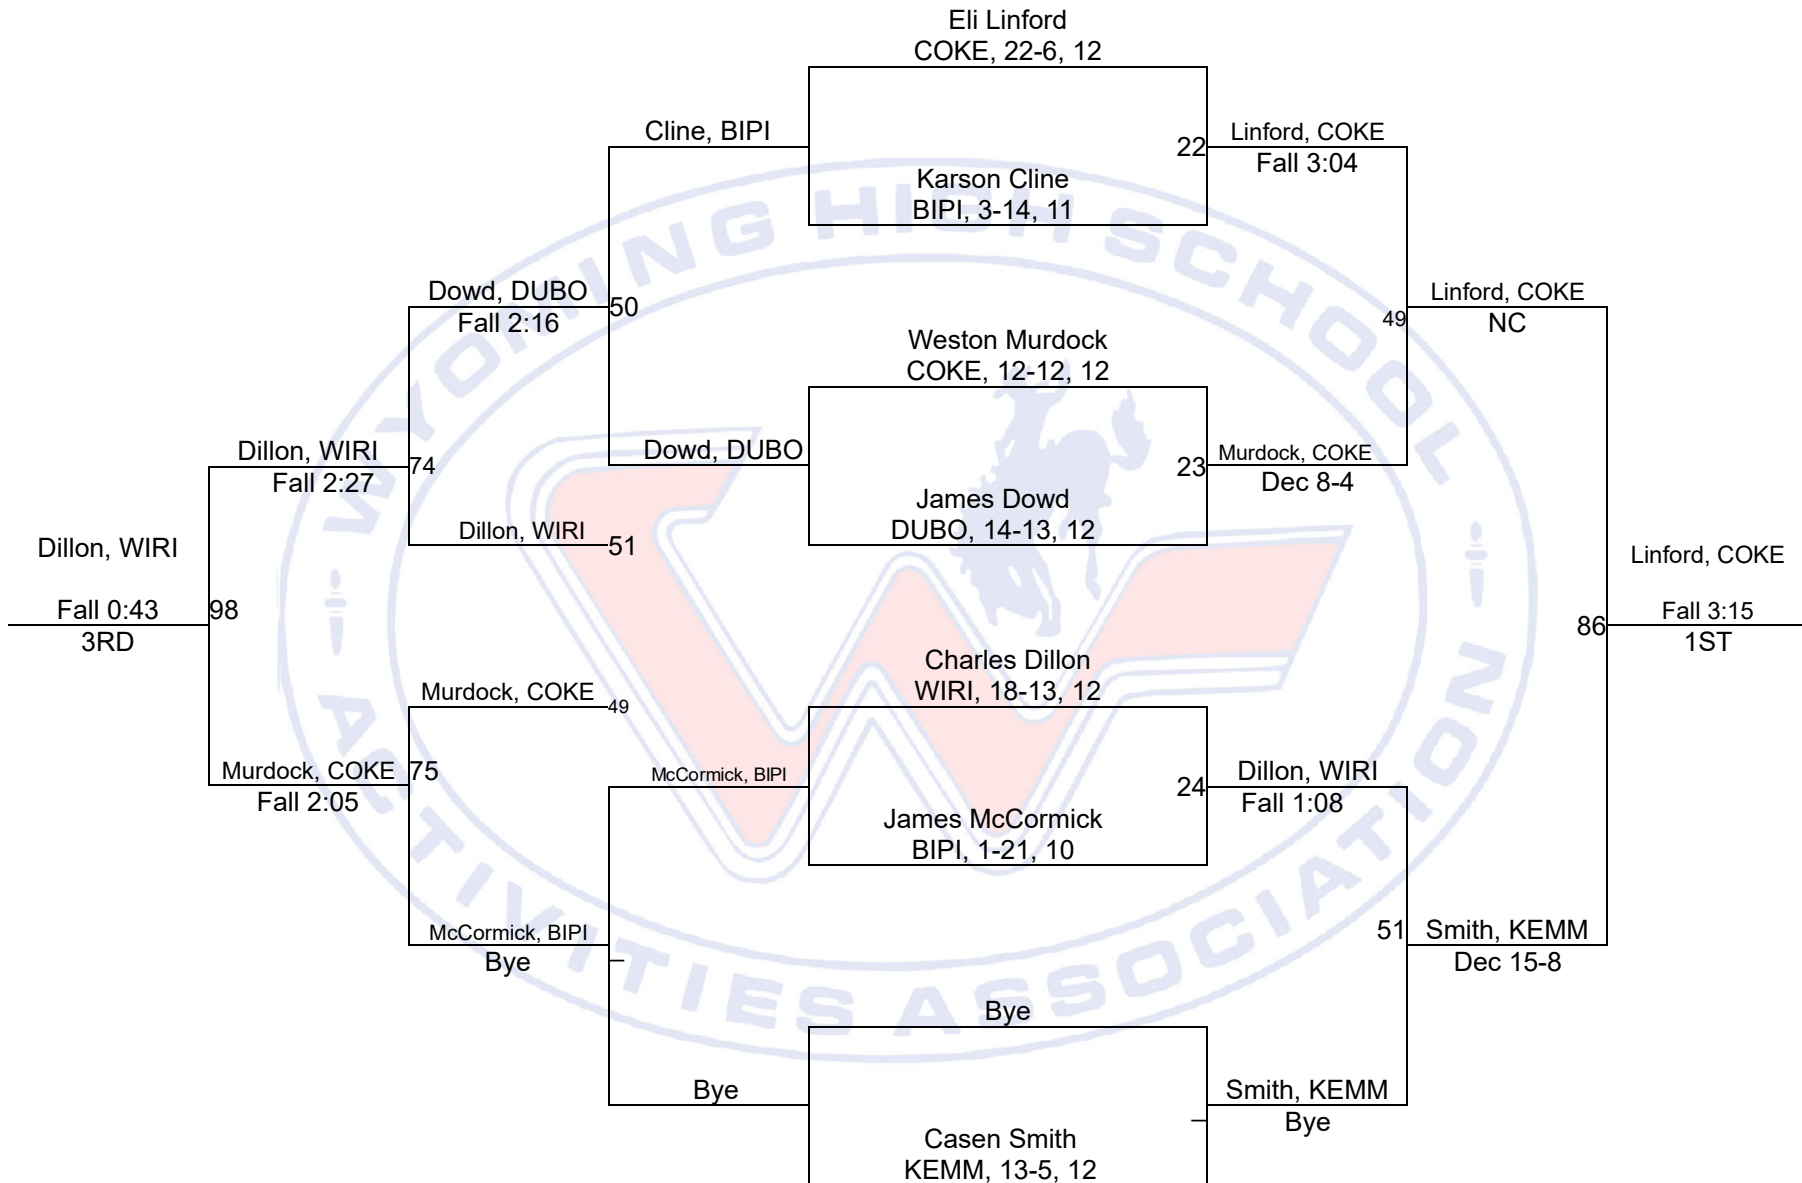 Eli Linford
COKE, 22-6, 12
Cline, BIPI
22
Linford, COKE
Fall 3:04
Karson Cline
BIPI, 3-14, 11
Dowd, DUBO
Fall 2:16
50
Linford, COKE
NC
49
Weston Murdock
COKE, 12-12, 12
Dillon, WIRI
Fall 2:27
74
Dowd, DUBO
23
Murdock, COKE
Dec 8-4
James Dowd
DUBO, 14-13, 12
Dillon, WIRI
51
Dillon, WIRI
Fall 0:43
3RD
98
Linford, COKE
86
Fall 3:15
1ST
Charles Dillon
WIRI, 18-13, 12
Murdock, COKE
49
Murdock, COKE
Fall 2:05
75
McCormick, BIPI
24
Dillon, WIRI
Fall 1:08
James McCormick
BIPI, 1-21, 10
McCormick, BIPI
Bye
51
Smith, KEMM
Dec 15-8
Bye
Bye
Smith, KEMM
Bye
Casen Smith
KEMM, 13-5, 12
WYOMING HIGH SCHOOL
ACTIVITIES ASSOCIATION